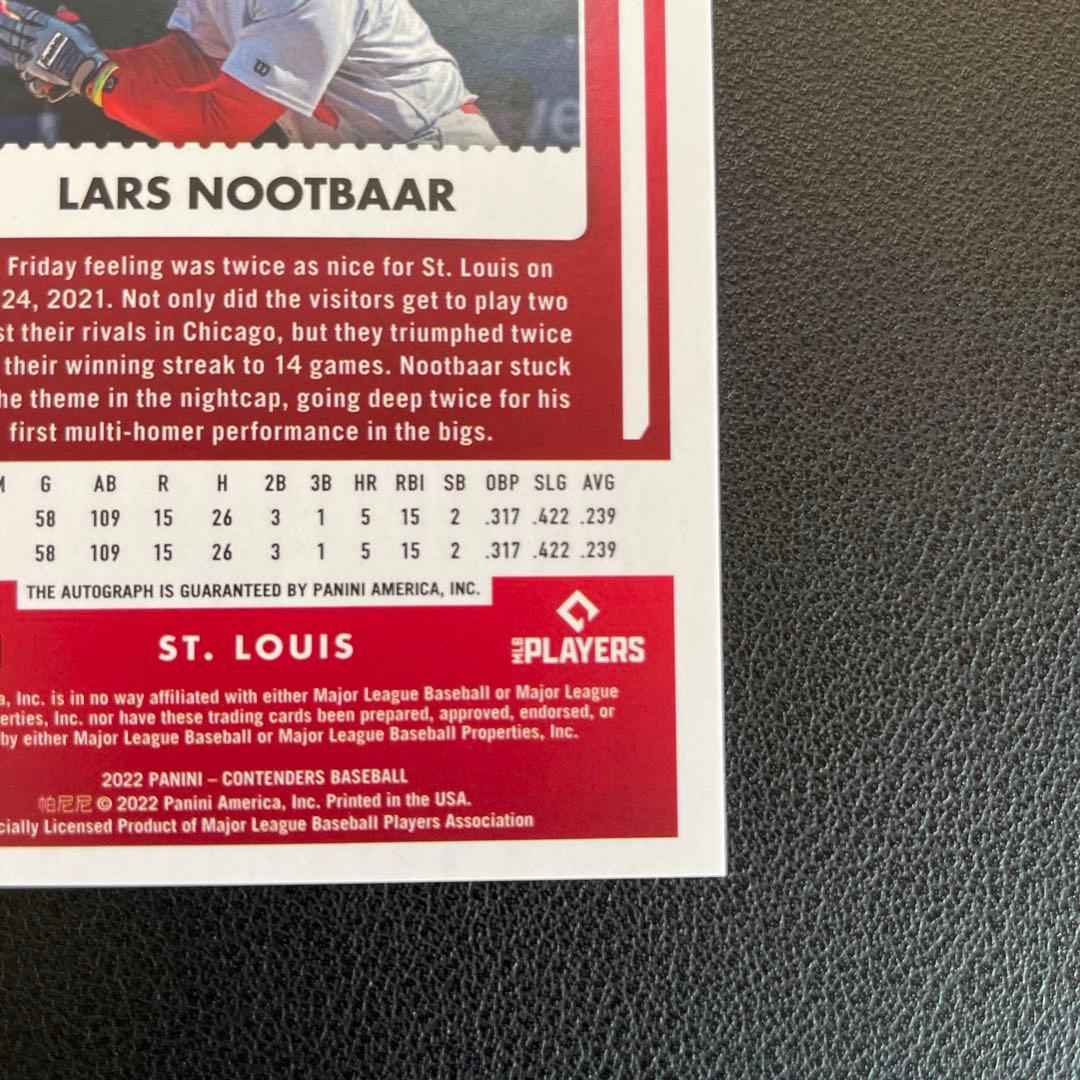 LARS NOOTBAAR
Friday feeling was twice as nice for St. Louis on
24, 2021. Not only did the visitors get to play two
st their rivals in Chicago, but they triumphed twice
their winning streak to 14 games. Nootbaar stuck
he theme in the nightcap, going deep twice for his
first multi-homer performance in the bigs.
G AB R H 2B 3B HR RBI SB OBP SLG AVG
58 109 15 26 3 1 5 15 2 .317 .422 .239
58 109 15 26 3 1 5 15 2 .317 .422 .239
THE AUTOGRAPH IS GUARANTEED BY PANINI AMERICA, INC.
ST. LOUIS
MLB PLAYERS
a, Inc. is in no way affiliated with either Major League Baseball or Major League
erties, Inc. nor have these trading cards been prepared, approved, endorsed, or
by either Major League Baseball or Major League Baseball Properties, Inc.
2022 PANINI – CONTENDERS BASEBALL
帕尼尼 © 2022 Panini America, Inc. Printed in the USA.
cially Licensed Product of Major League Baseball Players Association